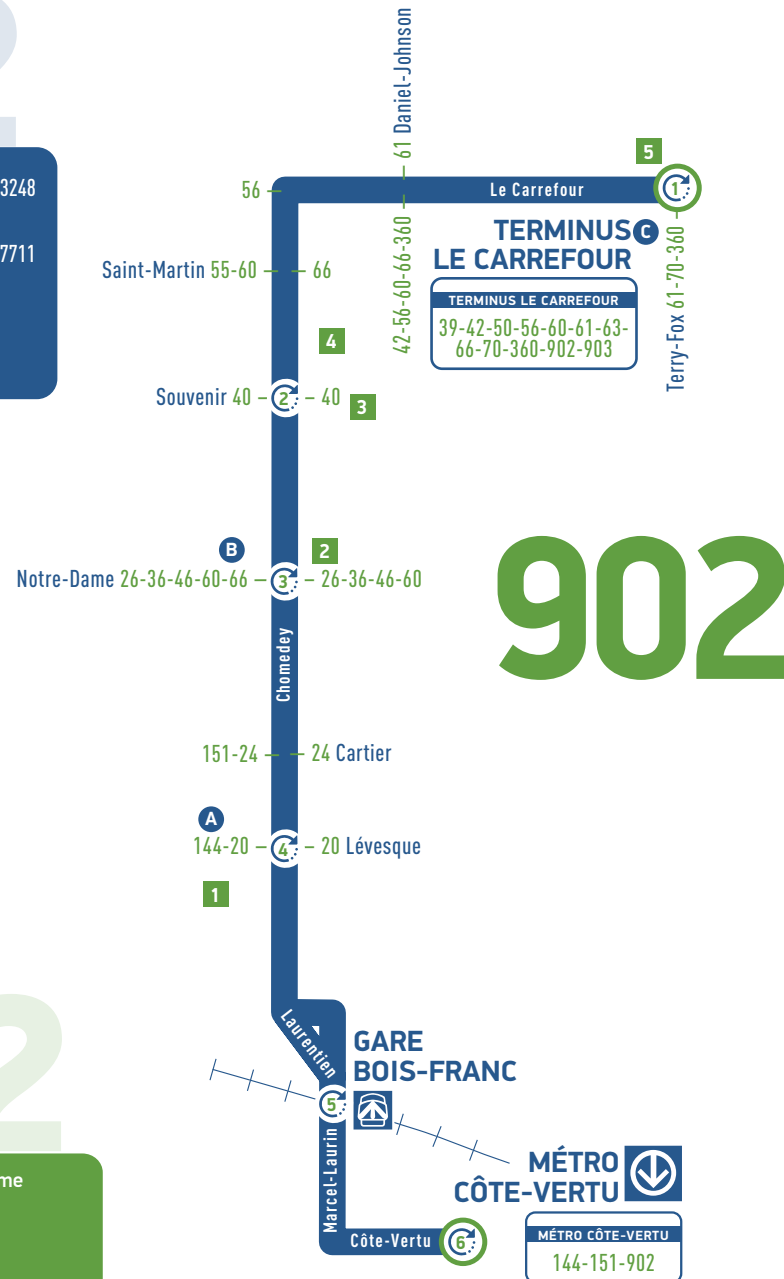 3248
7711
61 Daniel-Johnson
5
56
Le Carrefour
1
TERMINUS C
LE CARREFOUR
Saint-Martin 55-60
66
42-56-60-66-360
TERMINUS LE CARREFOUR
39-42-50-56-60-61-63-
66-70-360-902-903
Terry-Fox 61-70-360
4
Souvenir 40
2
40
3
B
2
Notre-Dame 26-36-46-60-66
3
26-36-46-60
902
Chomedey
151-24
24 Cartier
A
144-20
4
20 Lévesque
1
2
Laurentien
GARE
BOIS-FRANC
5
Marcel-Laurin
MÉTRO
CÔTE-VERTU
me
Côte-Vertu
6
MÉTRO CÔTE-VERTU
144-151-902